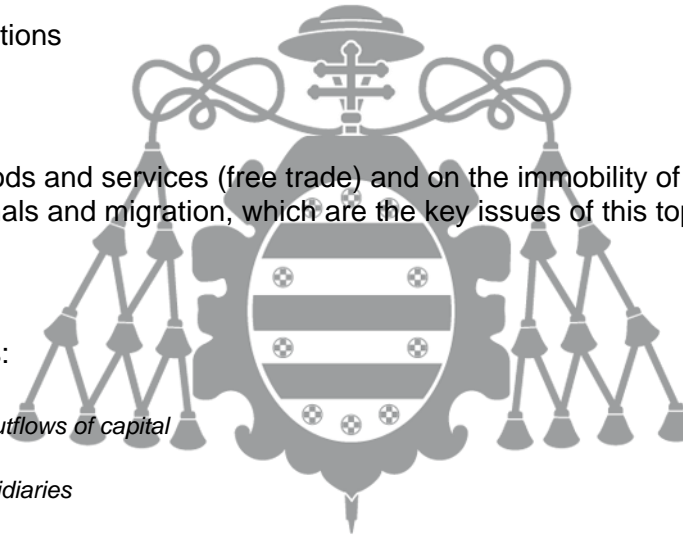 tions
ods and services (free trade) and on the immobility of
als and migration, which are the key issues of this top
:
utflows of capital
idiaries